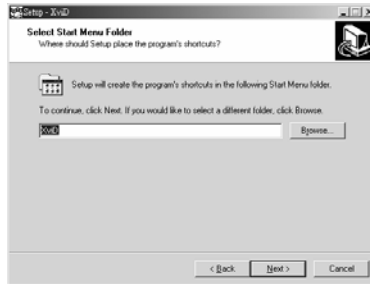 Setup - XviD
Select Start Menu Folder
Where should Setup place the program's shortcuts?
Setup will create the program's shortcuts in the following Start Menu folder.
To continue, click Next. If you would like to select a different folder, click Browse.
XviD
Browse...
< Back
Next >
Cancel